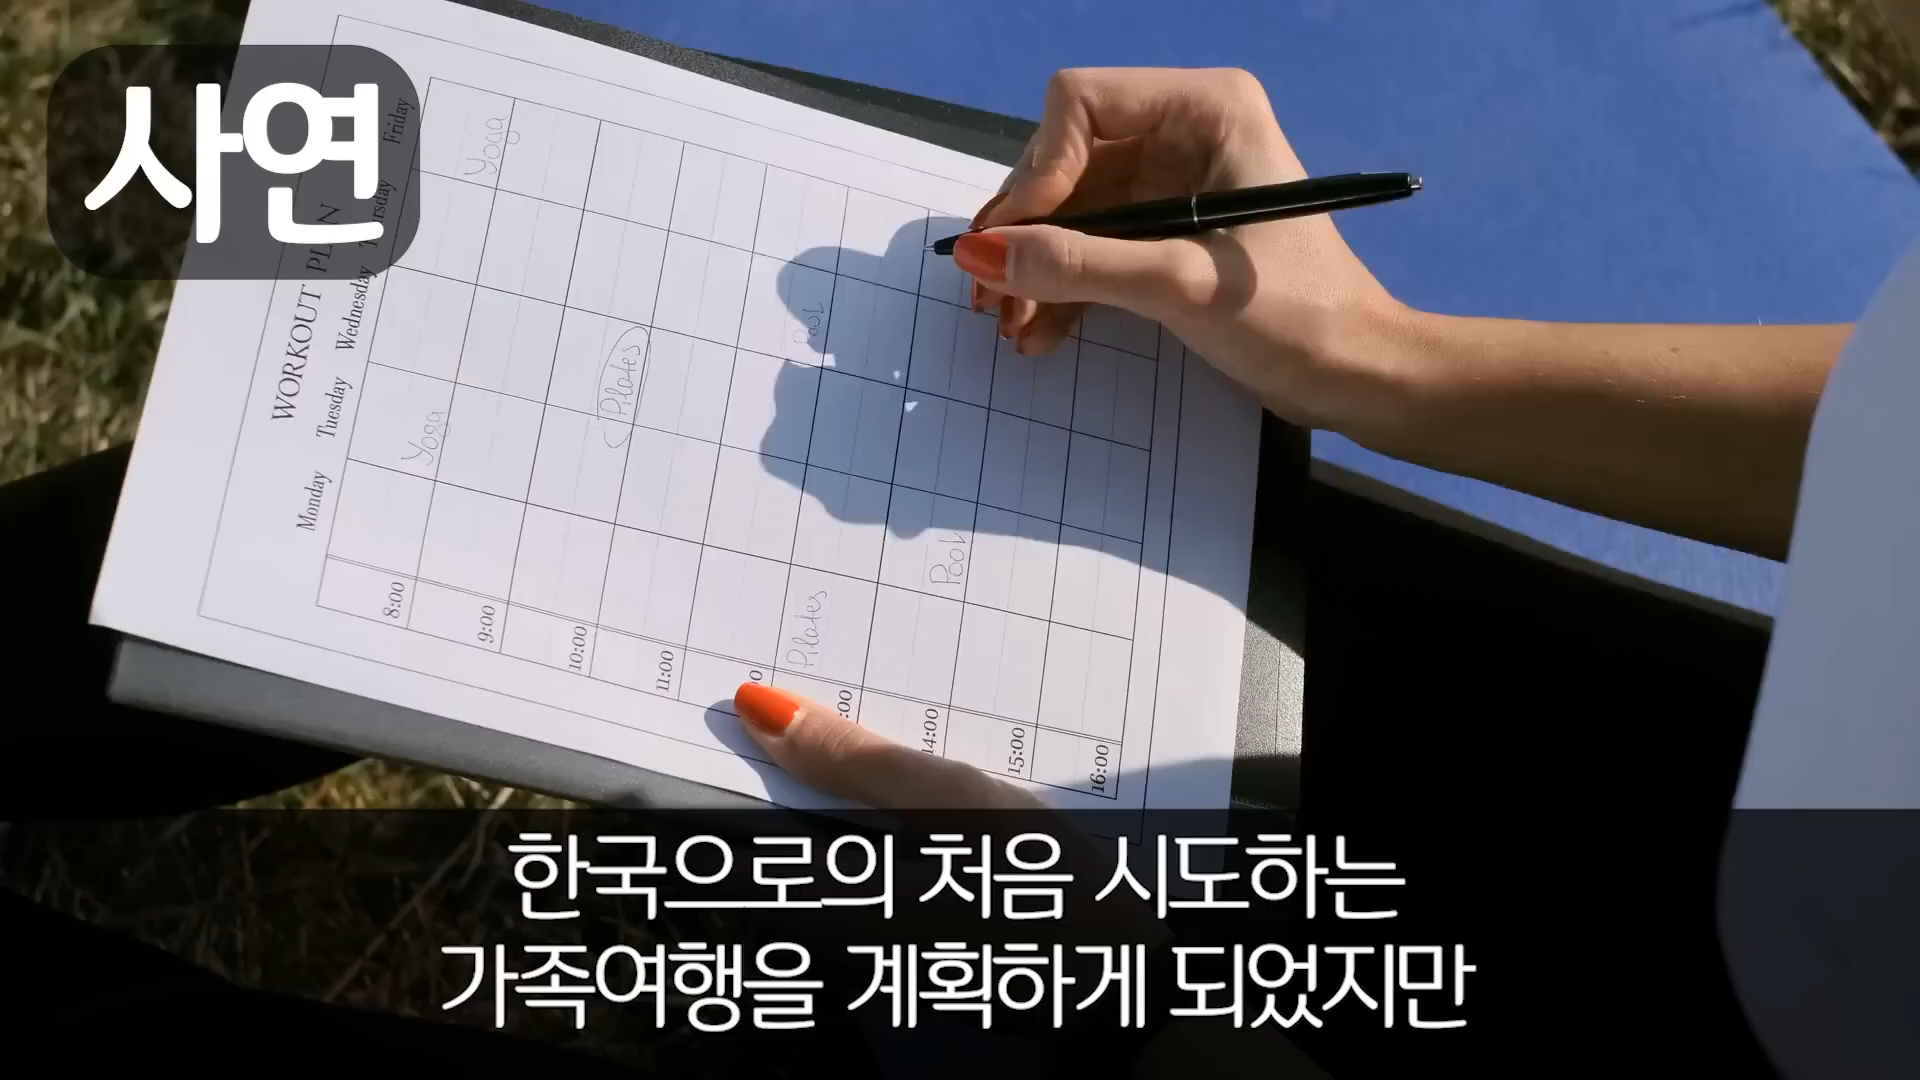 사연
WORKOUT PLAN
Monday Tuesday Wednesday Thursday Friday
8:00 Yoga Yoga
9:00
10:00 Pilates
11:00
Pilates Pool
14:00 Pool
15:00
16:00
한국으로의 처음 시도하는
가족여행을 계획하게 되었지만